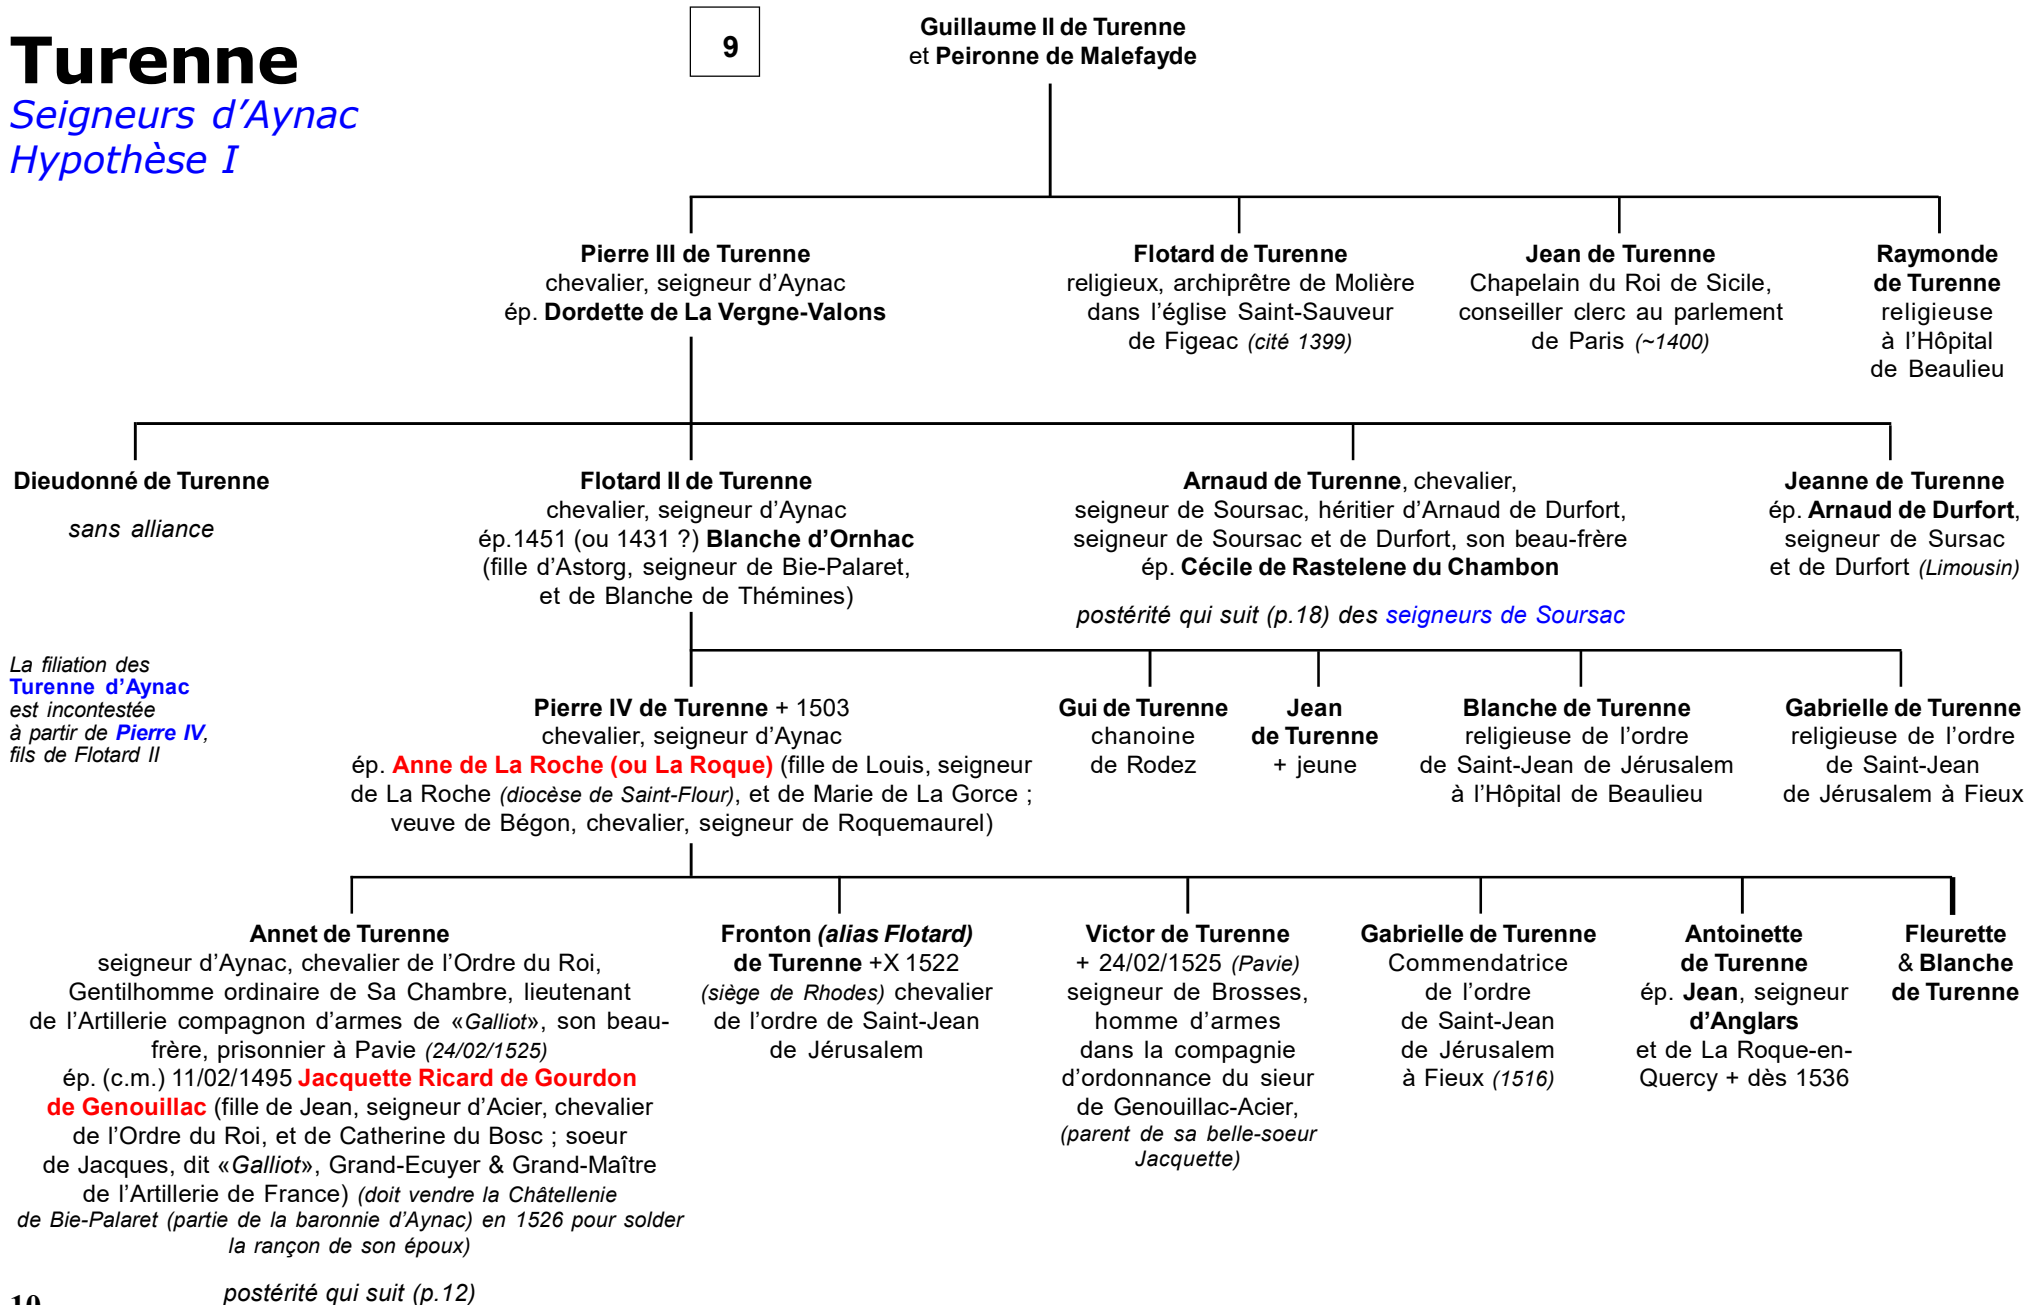 Turenne
Seigneurs d'Aynac
Hypothèse I
9
Guillaume II de Turenne
et Peironne de Malefayde
Pierre III de Turenne
chevalier, seigneur d'Aynac
ép. Dordette de La Vergne-Valons
Flotard de Turenne
religieux, archiprêtre de Molière
dans l'église Saint-Sauveur
de Figeac (cité 1399)
Jean de Turenne
Chapelain du Roi de Sicile,
conseiller clerc au parlement
de Paris (~1400)
Raymonde
de Turenne
religieuse
à l'Hôpital
de Beaulieu
Dieudonné de Turenne
sans alliance
Flotard II de Turenne
chevalier, seigneur d'Aynac
ép.1451 (ou 1431 ?) Blanche d'Ornhac
(fille d'Astorg, seigneur de Bie-Palaret,
et de Blanche de Thémines)
Arnaud de Turenne, chevalier,
seigneur de Soursac, héritier d'Arnaud de Durfort,
seigneur de Soursac et de Durfort, son beau-frère
ép. Cécile de Rastelene du Chambon
postérité qui suit (p.18) des seigneurs de Soursac
Jeanne de Turenne
ép. Arnaud de Durfort,
seigneur de Sursac
et de Durfort (Limousin)
La filiation des
Turenne d'Aynac
est incontestée
à partir de Pierre IV,
fils de Flotard II
Pierre IV de Turenne + 1503
chevalier, seigneur d'Aynac
ép. Anne de La Roche (ou La Roque) (fille de Louis, seigneur
de La Roche (diocèse de Saint-Flour), et de Marie de La Gorce ;
veuve de Bégon, chevalier, seigneur de Roquemaurel)
Gui de Turenne
chanoine
de Rodez
Jean
de Turenne
+ jeune
Blanche de Turenne
religieuse de l'ordre
de Saint-Jean de Jérusalem
à l'Hôpital de Beaulieu
Gabrielle de Turenne
religieuse de l'ordre
de Saint-Jean
de Jérusalem à Fieux
Annet de Turenne
seigneur d'Aynac, chevalier de l'Ordre du Roi,
Gentilhomme ordinaire de Sa Chambre, lieutenant
de l'Artillerie compagnon d'armes de «Galliot», son beau-
frère, prisonnier à Pavie (24/02/1525)
ép. (c.m.) 11/02/1495 Jacquette Ricard de Gourdon
de Genouillac (fille de Jean, seigneur d'Acier, chevalier
de l'Ordre du Roi, et de Catherine du Bosc ; soeur
de Jacques, dit «Galliot», Grand-Ecuyer & Grand-Maître
de l'Artillerie de France) (doit vendre la Châtellenie
de Bie-Palaret (partie de la baronnie d'Aynac) en 1526 pour solder
la rançon de son époux)
postérité qui suit (p.12)
Fronton (alias Flotard)
de Turenne +X 1522
(siège de Rhodes) chevalier
de l'ordre de Saint-Jean
de Jérusalem
Victor de Turenne
+ 24/02/1525 (Pavie)
seigneur de Brosses,
homme d'armes
dans la compagnie
d'ordonnance du sieur
de Genouillac-Acier,
(parent de sa belle-soeur
Jacquette)
Gabrielle de Turenne
Commendatrice
de l'ordre
de Saint-Jean
de Jérusalem
à Fieux (1516)
Antoinette
de Turenne
ép. Jean, seigneur
d'Anglars
et de La Roque-en-
Quercy + dès 1536
Fleurette
& Blanche
de Turenne
10